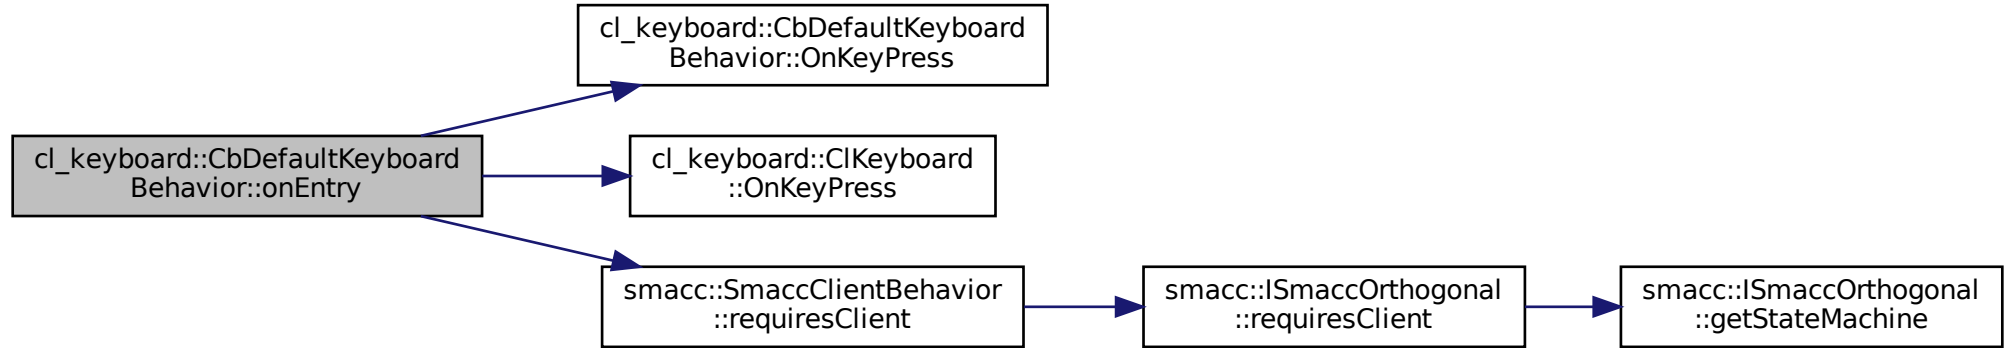 cl_keyboard::CbDefaultKeyboard
Behavior::onEntry
cl_keyboard::CbDefaultKeyboard
Behavior::OnKeyPress
cl_keyboard::ClKeyboard
::OnKeyPress
smacc::SmaccClientBehavior
::requiresClient
smacc::ISmaccOrthogonal
::requiresClient
smacc::ISmaccOrthogonal
::getStateMachine